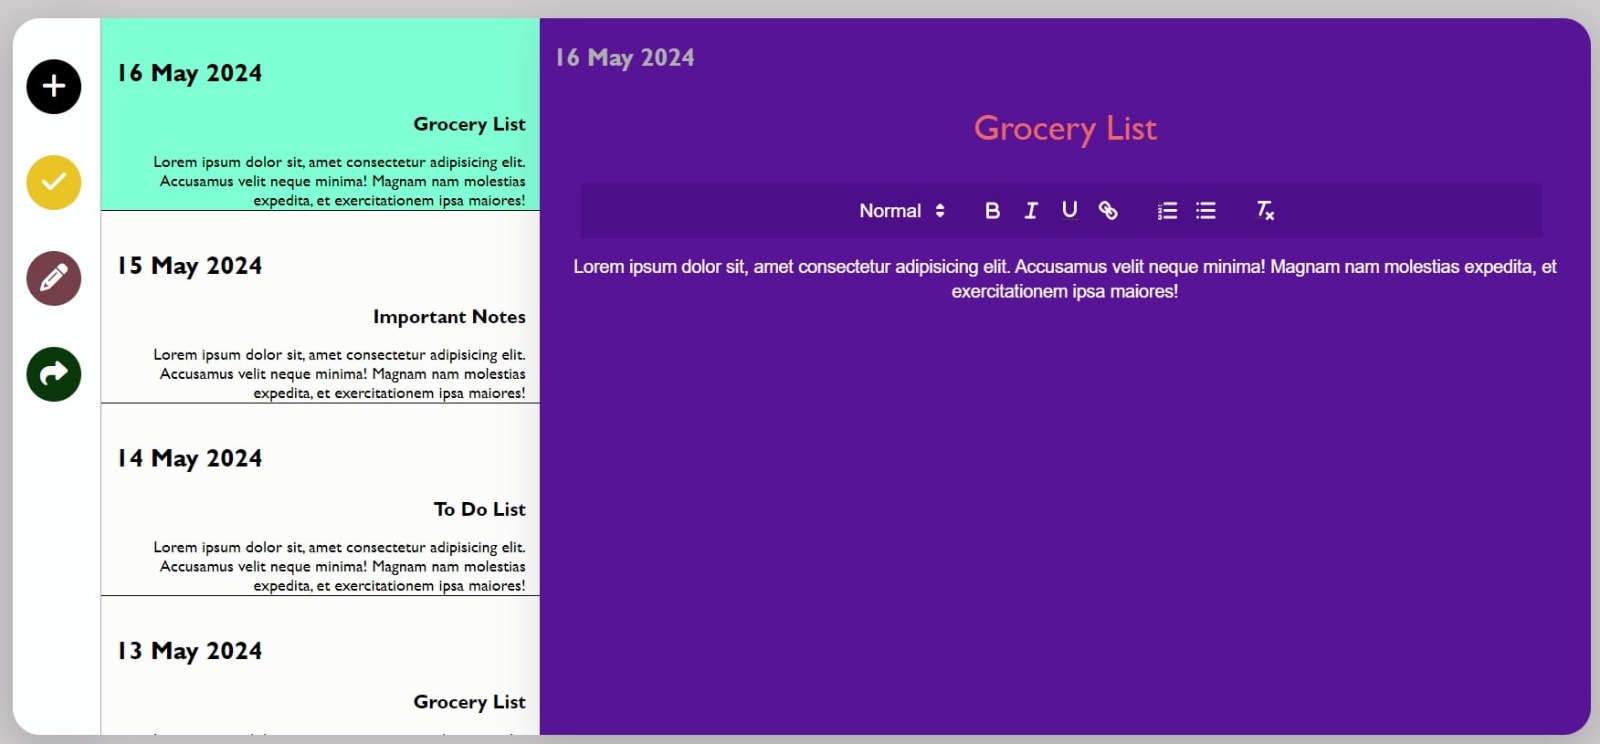 16 May 2024
Grocery List
Lorem ipsum dolor sit, amet consectetur adipisicing elit.
Accusamus velit neque minima! Magnam nam molestias
expedita, et exercitationem ipsa maiores!
15 May 2024
Important Notes
Lorem ipsum dolor sit, amet consectetur adipisicing elit.
Accusamus velit neque minima! Magnam nam molestias
expedita, et exercitationem ipsa maiores!
14 May 2024
To Do List
Lorem ipsum dolor sit, amet consectetur adipisicing elit.
Accusamus velit neque minima! Magnam nam molestias
expedita, et exercitationem ipsa maiores!
13 May 2024
Grocery List
16 May 2024
Grocery List
Normal B I U
Lorem ipsum dolor sit, amet consectetur adipisicing elit. Accusamus velit neque minima! Magnam nam molestias expedita, et
exercitationem ipsa maiores!